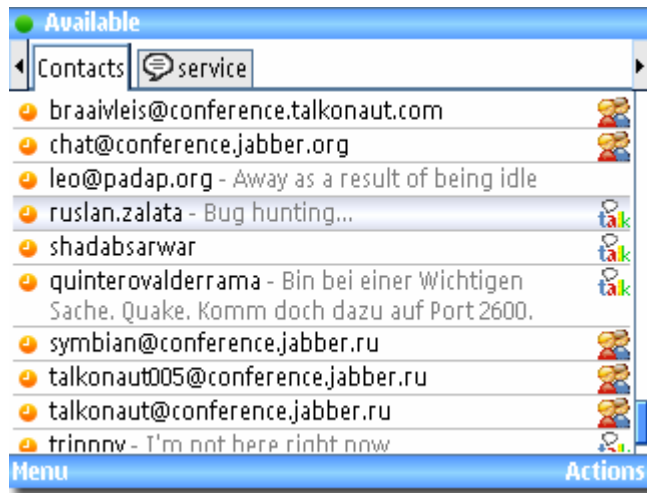 Available
Contacts service
braaivleis@conference.talkonaut.com
chat@conference.jabber.org
leo@padap.org - Away as a result of being idle
ruslan.zalata - Bug hunting...
talk
shadabsarwar
talk
quinterovalderrama - Bin bei einer Wichtigen
talk
Sache. Quake. Komm doch dazu auf Port 2600.
symbian@conference.jabber.ru
talkonaut005@conference.jabber.ru
talkonaut@conference.jabber.ru
trinnny - I'm not here right now
Menu Actions